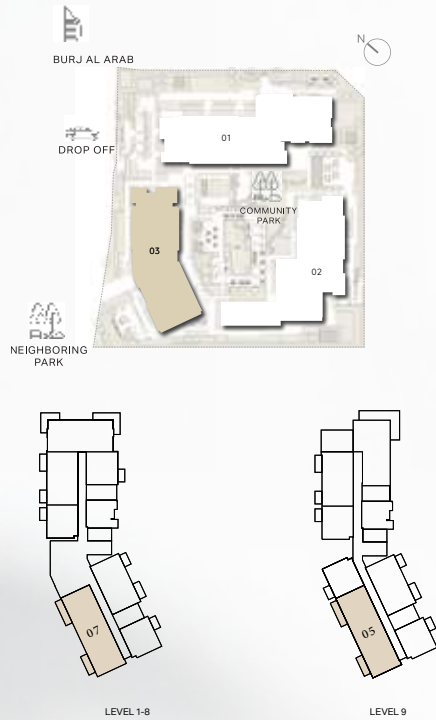 N
BURJ AL ARAB
DROP OFF
01
COMMUNITY
PARK
03
02
NEIGHBORING
PARK
07
05
LEVEL 1-8
LEVEL 9